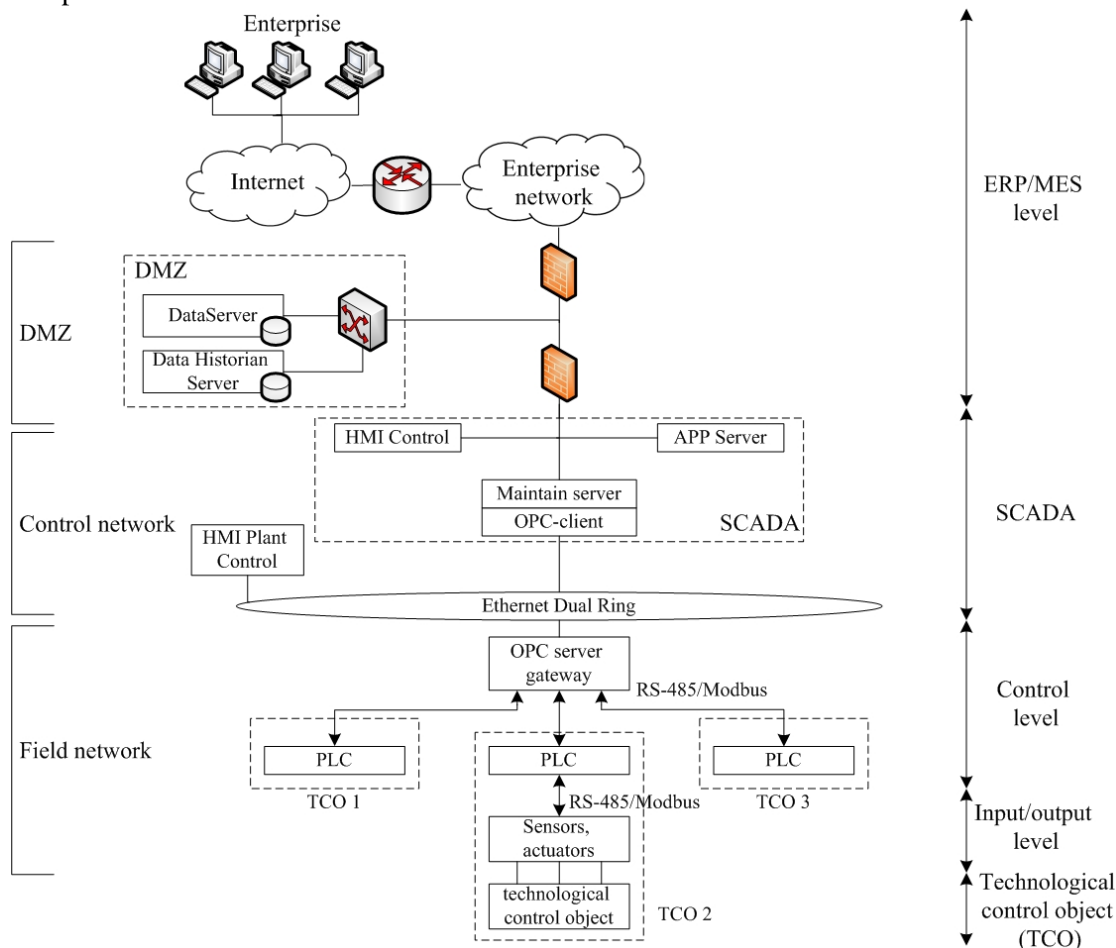 Enterprise
Internet
Enterprise
network
ERP/MES
level
DMZ
DMZ
DataServer
Data Historian
Server
HMI Control
APP Server
Maintain server
OPC-client
SCADA
SCADA
Control network
HMI Plant
Control
Ethernet Dual Ring
OPC server
gateway
RS-485/Modbus
Control
level
Field network
PLC
PLC
PLC
TCO 1
RS-485/Modbus
TCO 3
Sensors,
actuators
Input/output
level
technological
control object
TCO 2
Technological
control object
(TCO)